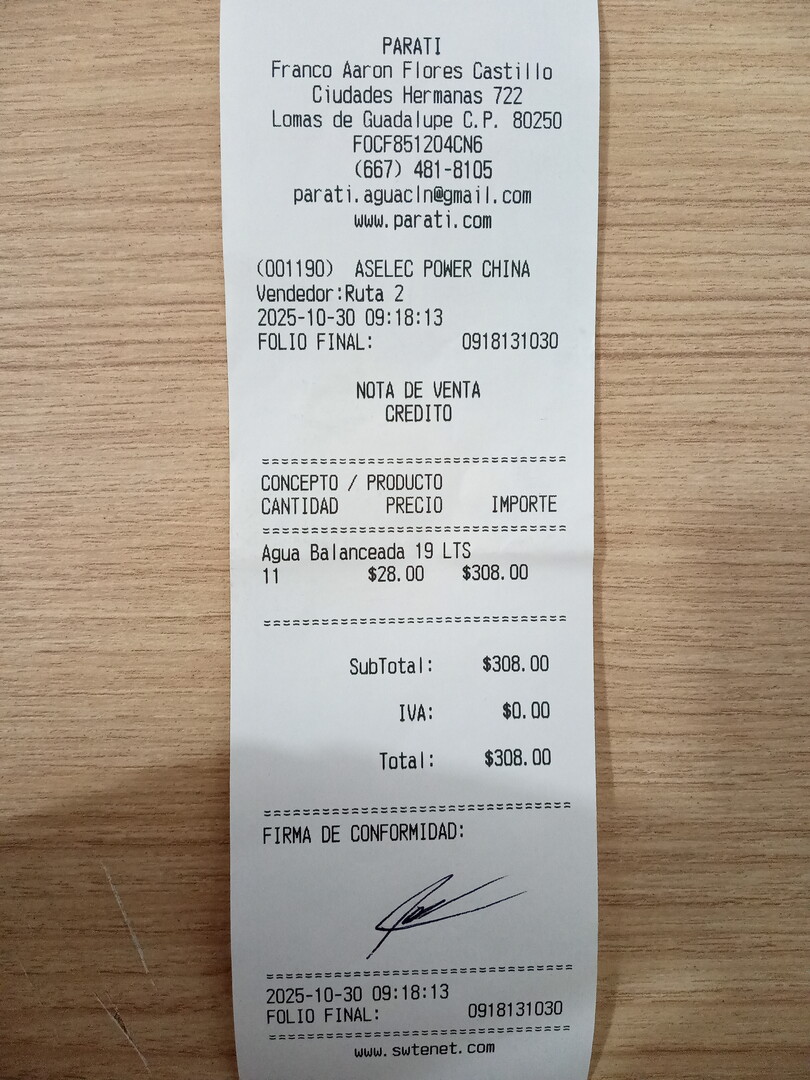 PARATI
Franco Aaron Flores Castillo
Ciudades Hermanas 722
Lomas de Guadalupe C.P. 80250
FOCF851204CN6
(667) 481-8105
parati.aguacln@gmail.com
www.parati.com
(001190) ASELEC POWER CHINA
Vendedor:Ruta 2
2025-10-30 09:18:13
FOLIO FINAL: 0918131030
NOTA DE VENTA
CREDITO
===============================
CONCEPTO / PRODUCTO
CANTIDAD PRECIO IMPORTE
===============================
Agua Balanceada 19 LTS
11 $28.00 $308.00
===============================
SubTotal: $308.00
IVA: $0.00
Total: $308.00
===============================
FIRMA DE CONFORMIDAD:
===============================
2025-10-30 09:18:13
FOLIO FINAL: 0918131030
===============================
www.swtenet.com